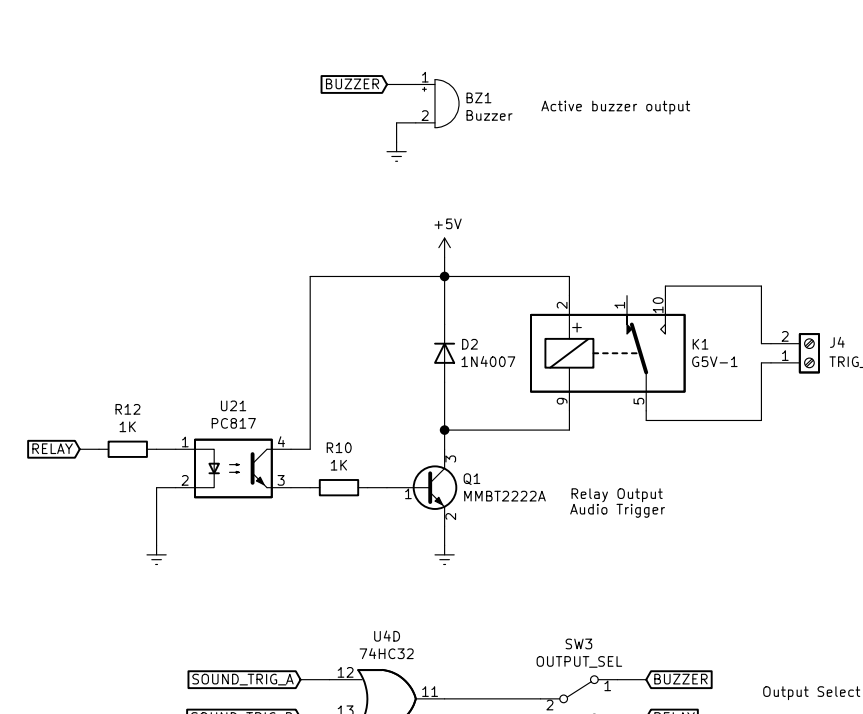 BUZZER
1
+
2
BZ1
Buzzer
Active buzzer output
+5V
2
1
10
+
9
5
K1
G5V-1
2
1
J4
TRIG_
D2
1N4007
U21
PC817
R12
1K
RELAY
1
2
4
3
R10
1K
1
3
2
Q1
MMBT2222A
Relay Output
Audio Trigger
U4D
74HC32
SOUND_TRIG_A
12
13
11
SW3
OUTPUT_SEL
1
2
BUZZER
Output Select
SOUND_TRIG_B
RELAY